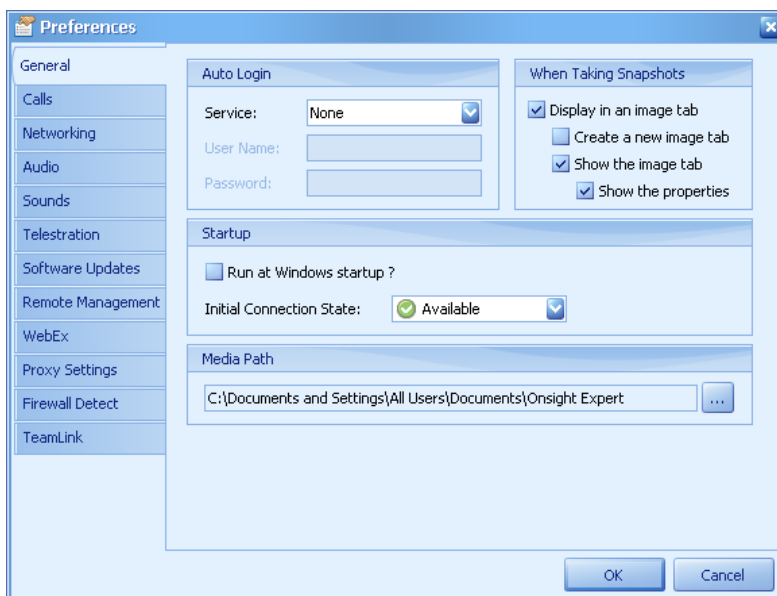 Preferences
General
Calls
Networking
Audio
Sounds
Telestration
Software Updates
Remote Management
WebEx
Proxy Settings
Firewall Detect
TeamLink
Auto Login
Service: None
User Name:
Password:
When Taking Snapshots
Display in an image tab
Create a new image tab
Show the image tab
Show the properties
Startup
Run at Windows startup ?
Initial Connection State: Available
Media Path
C:\Documents and Settings\All Users\Documents\Onsight Expert
...
OK Cancel